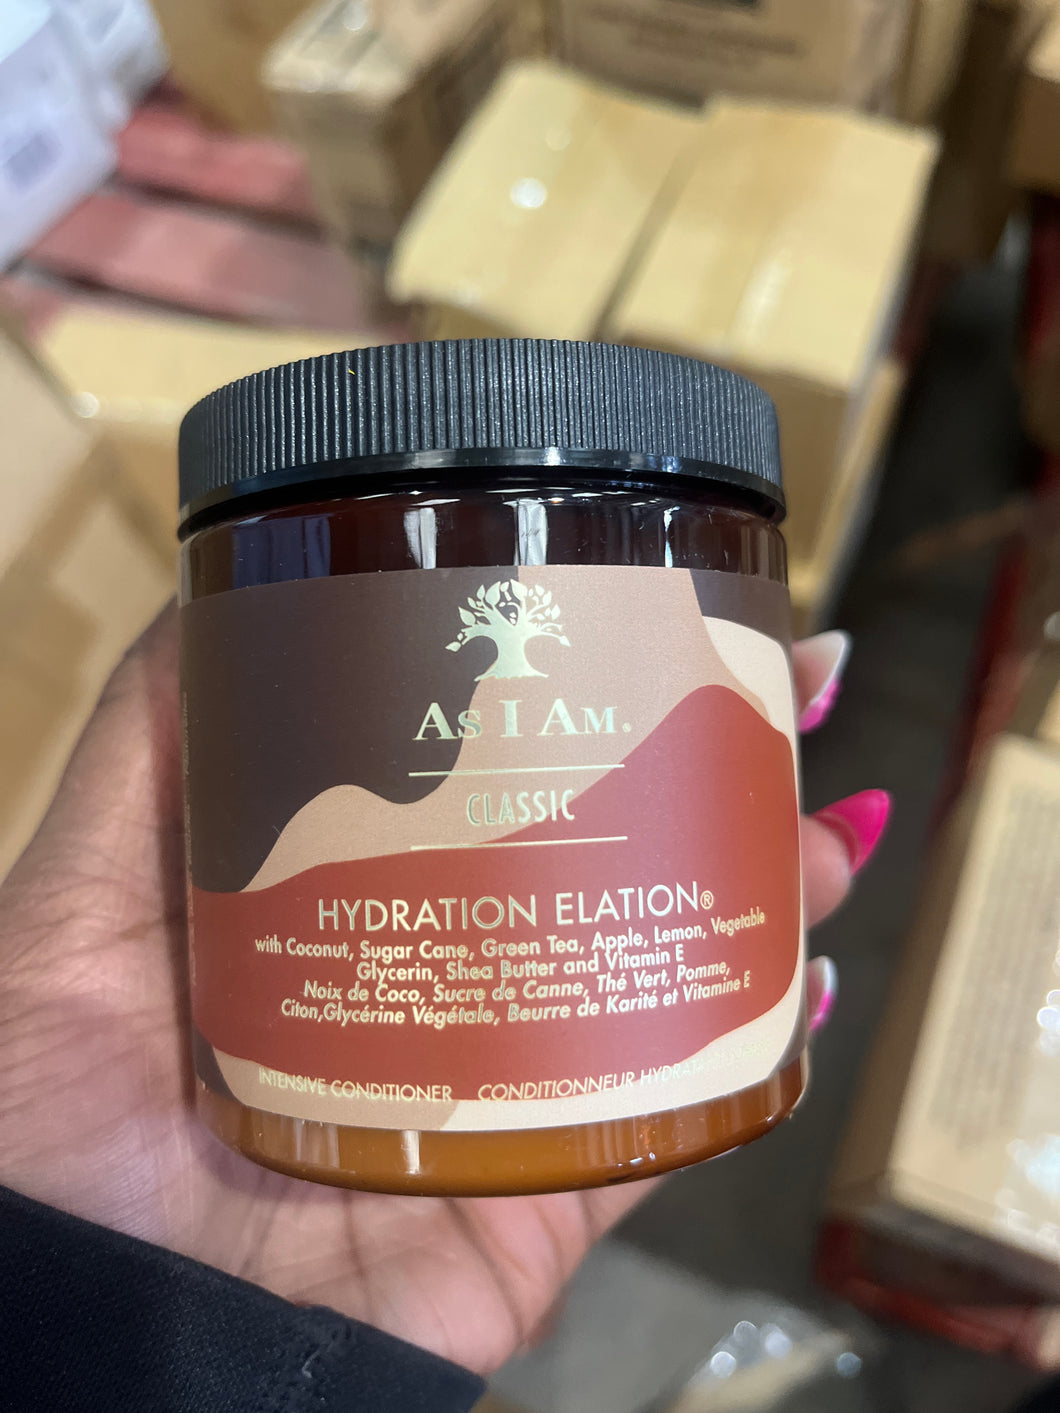 AS I AM®
CLASSIC
HYDRATION ELATION®
with Coconut, Sugar Cane, Green Tea, Apple, Lemon, Vegetable
Glycerin, Shea Butter and Vitamin E
Noix de Coco, Sucre de Canne, Thé Vert, Pomme,
Citon,Glycérine Végétale, Beurre de Karité et Vitamine E
INTENSIVE CONDITIONER CONDITIONNEUR